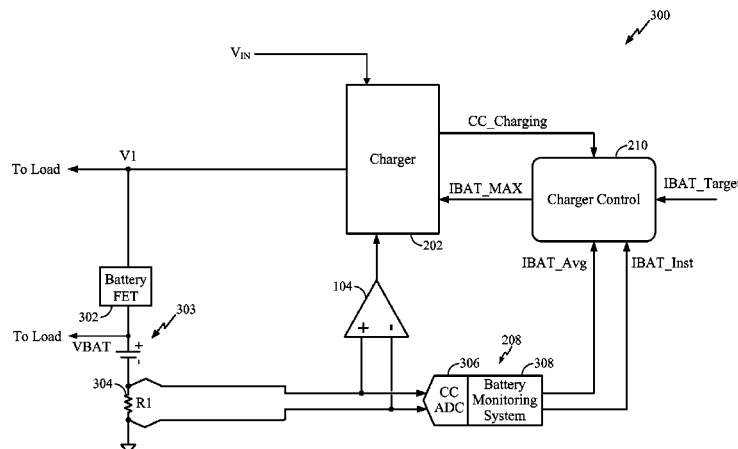 300
VIN
CC_Charging
V1
To Load
Charger
210
Charger Control
IBAT_Target
IBAT_MAX
202
IBAT_Avg
IBAT_Inst
Battery
FET
302
104
303
To Load
VBAT
+
-
+
-
208
306
308
304
R1
CC
ADC
Battery
Monitoring
System